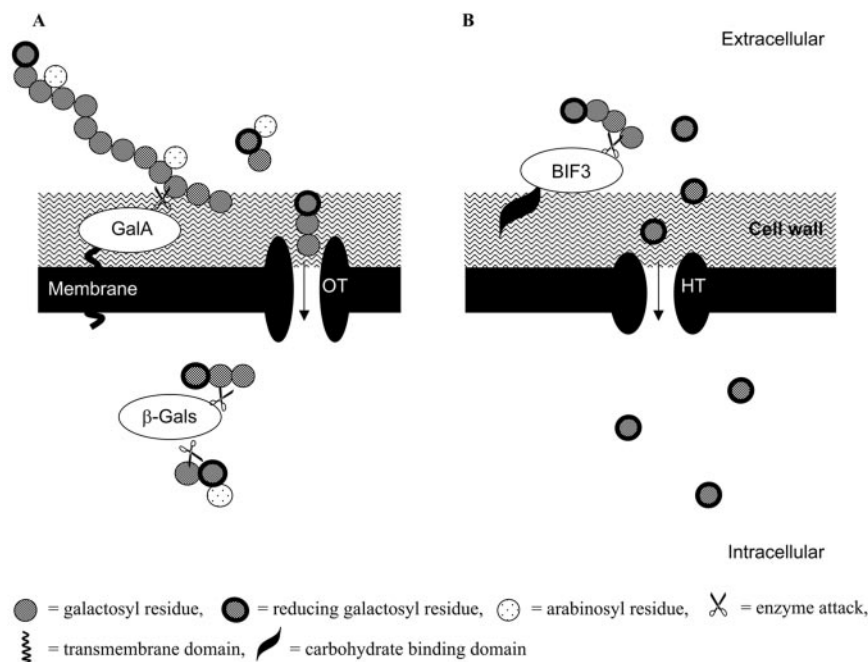 A
B
Extracellular
BIF3
GalA
Cell wall
Membrane
OT
HT
β-Gals
Intracellular
= galactosyl residue, = reducing galactosyl residue, = arabinosyl residue, = enzyme attack,
= transmembrane domain, = carbohydrate binding domain